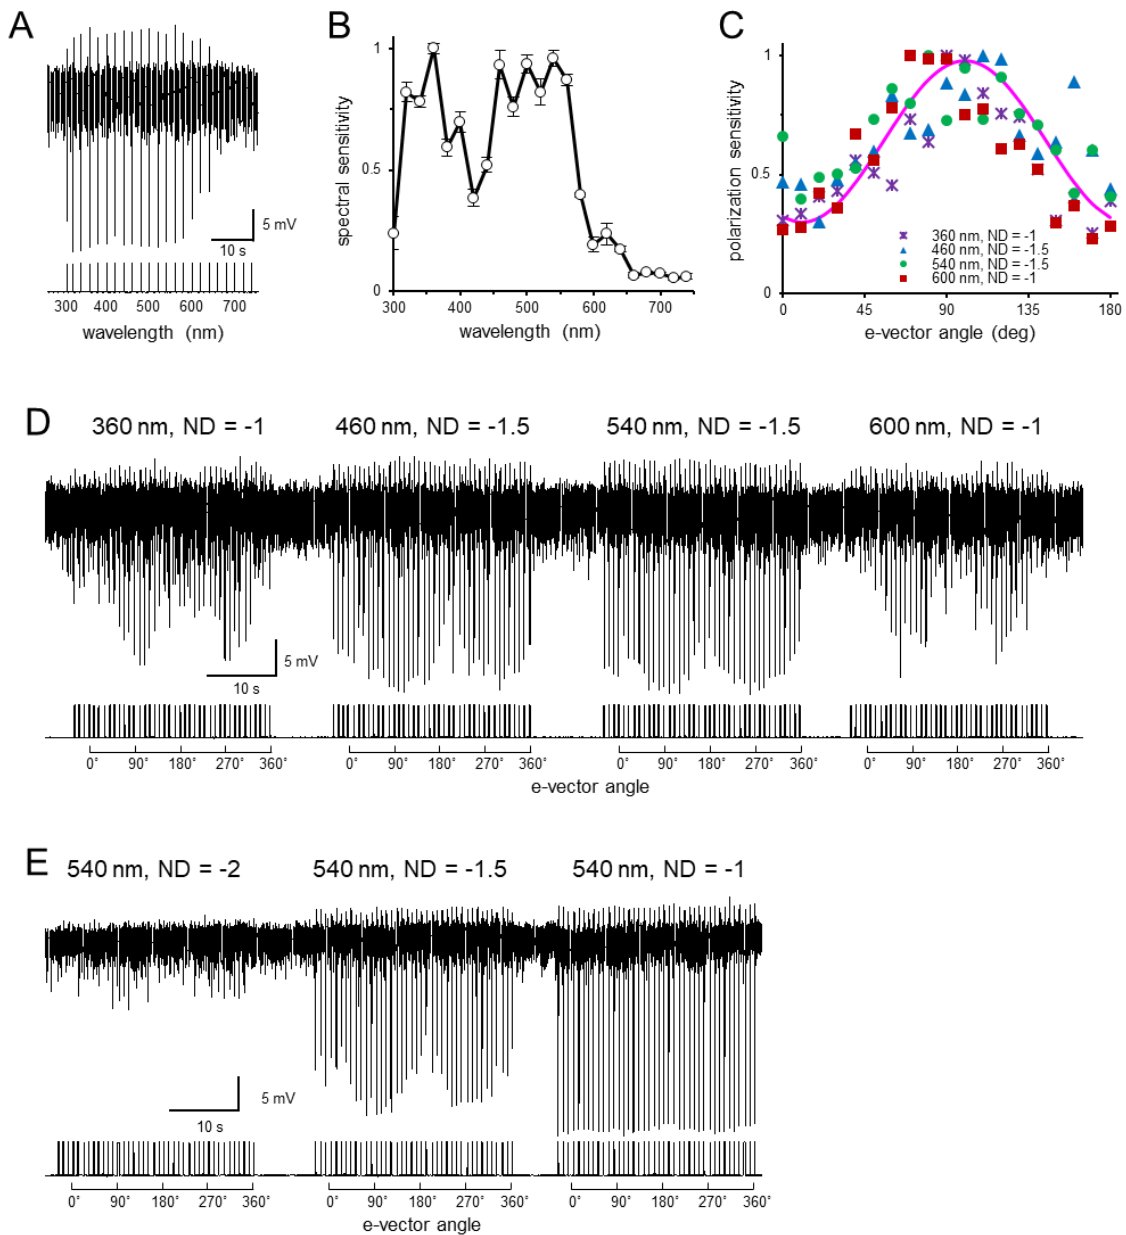 A
5 mV
10 s
300 400 500 600 700
wavelength (nm)
B
spectral sensitivity
1
0.5
0
300 400 500 600 700
wavelength (nm)
C
polarization sensitivity
1
0.5
0
360 nm, ND = -1
460 nm, ND = -1.5
540 nm, ND = -1.5
600 nm, ND = -1
0 45 90 135 180
e-vector angle (deg)
D
360 nm, ND = -1 460 nm, ND = -1.5 540 nm, ND = -1.5 600 nm, ND = -1
5 mV
10 s
0° 90° 180° 270° 360° 0° 90° 180° 270° 360° 0° 90° 180° 270° 360° 0° 90° 180° 270° 360°
e-vector angle
E
540 nm, ND = -2 540 nm, ND = -1.5 540 nm, ND = -1
5 mV
10 s
0° 90° 180° 270° 360° 0° 90° 180° 270° 360° 0° 90° 180° 270° 360°
e-vector angle